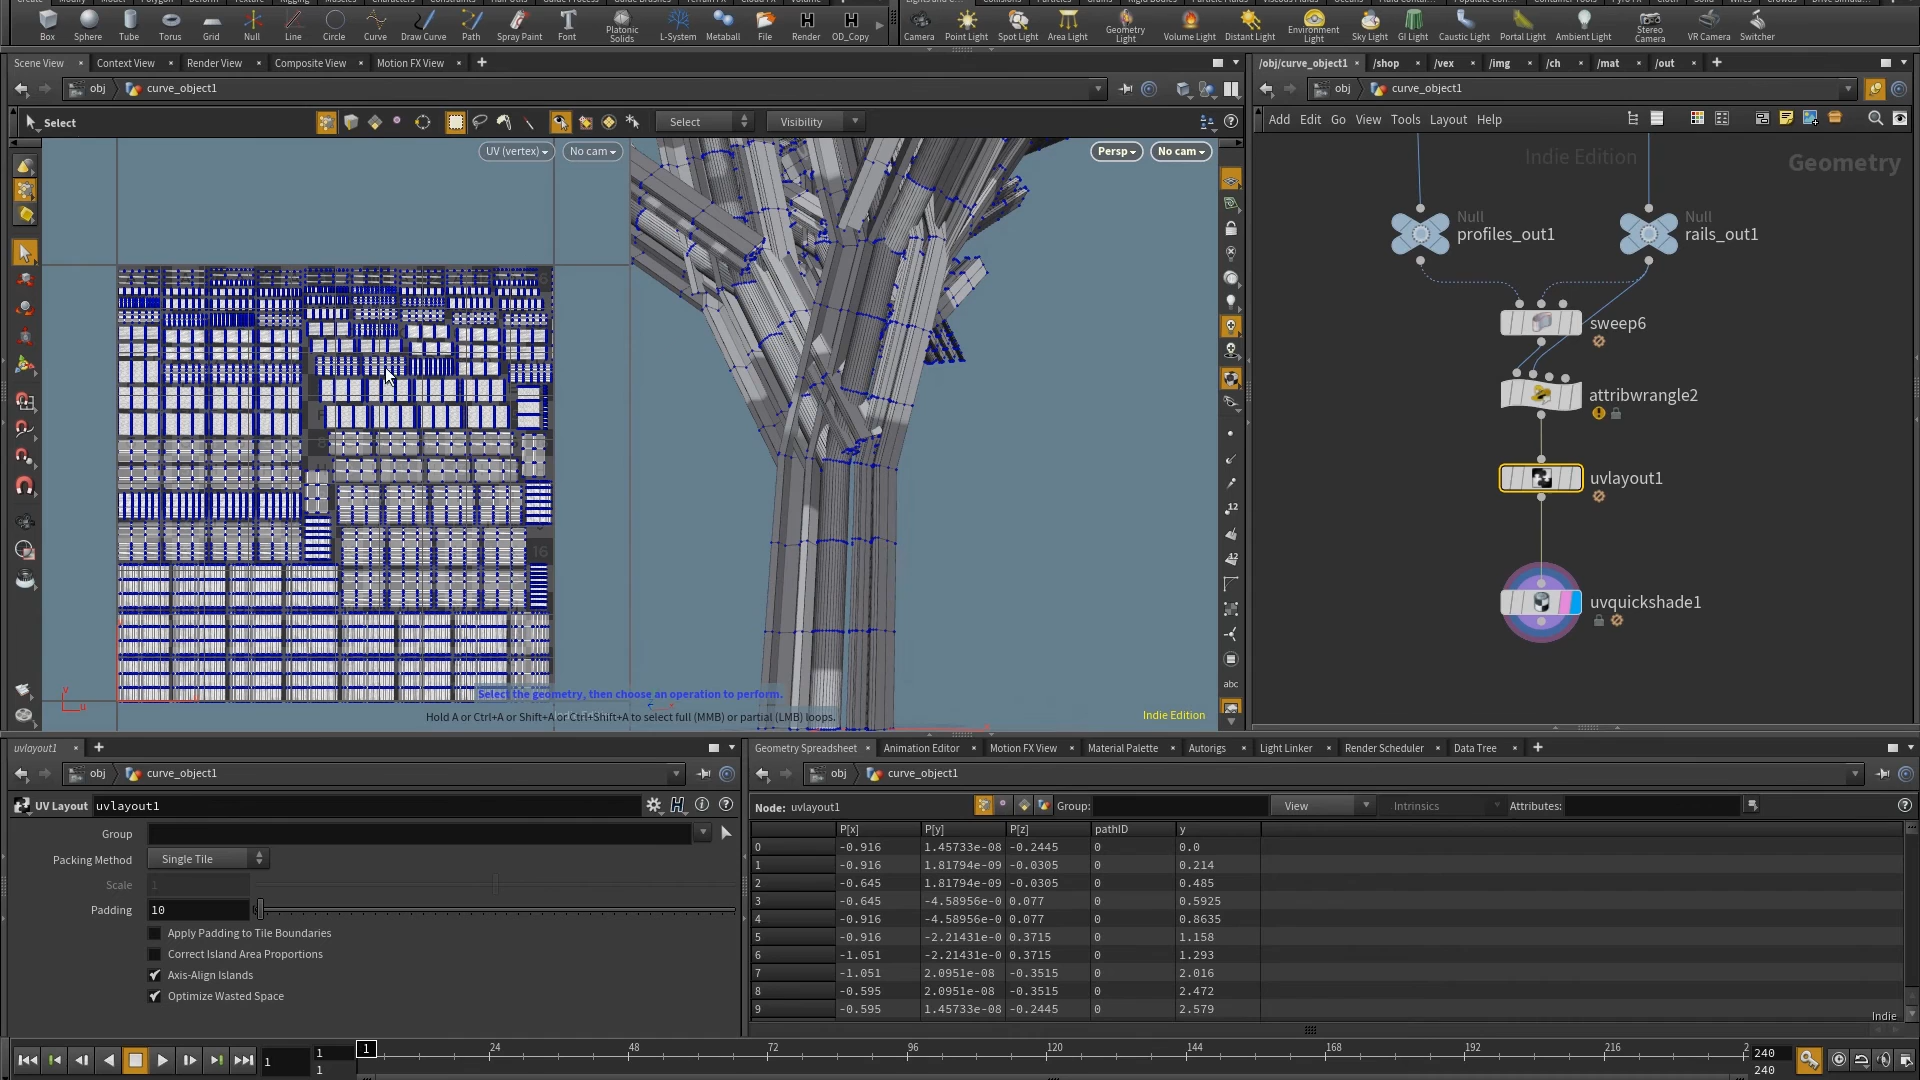 Box Sphere Tube Torus Grid Null Line Circle Curve Draw Curve Path Spray Paint Font Platonic Solids L-System Metaball File Render OD_Copy
Camera Point Light Spot Light Area Light Geometry Light Volume Light Distant Light Environment Light Sky Light GI Light Caustic Light Portal Light Ambient Light Stereo Camera VR Camera Switcher
Scene View Context View Render View Composite View Motion FX View
/obj/curve_object1 /shop /vex /img /ch /mat /out
obj curve_object1
obj curve_object1
Select Select Visibility
Add Edit Go View Tools Layout Help
UV (vertex) No cam
Persp No cam
Indie Edition
Geometry
Null
profiles_out1
Null
rails_out1
sweep6
attribwrangle2
uvlayout1
uvquickshade1
16
Select the geometry, then choose an operation to perform.
Hold A or Ctrl+A or Shift+A or Ctrl+Shift+A to select full (MMB) or partial (LMB) loops.
Indie Edition
12
12
abc
v
u
uvlayout1
obj curve_object1
UV Layout uvlayout1
Group
Packing Method Single Tile
Scale 1
Padding 10
Apply Padding to Tile Boundaries
Correct Island Area Proportions
Axis-Align Islands
Optimize Wasted Space
Geometry Spreadsheet Animation Editor Motion FX View Material Palette Autorigs Light Linker Render Scheduler Data Tree
obj curve_object1
Node: uvlayout1 Group: View Intrinsics Attributes:
P[x] P[y] P[z] pathID y
0 -0.916 1.45733e-08 -0.2445 0 0.0
1 -0.916 1.81794e-09 -0.0305 0 0.214
2 -0.645 1.81794e-09 -0.0305 0 0.485
3 -0.645 -4.58956e-0 0.077 0 0.5925
4 -0.916 -4.58956e-0 0.077 0 0.8635
5 -0.916 -2.21431e-0 0.3715 0 1.158
6 -1.051 -2.21431e-0 0.3715 0 1.293
7 -1.051 2.0951e-08 -0.3515 0 2.016
8 -0.595 2.0951e-08 -0.3515 0 2.472
9 -0.595 1.45733e-08 -0.2445 0 2.579
Indie
1 1 1 1 24 48 72 96 120 144 168 192 216 2 240
240